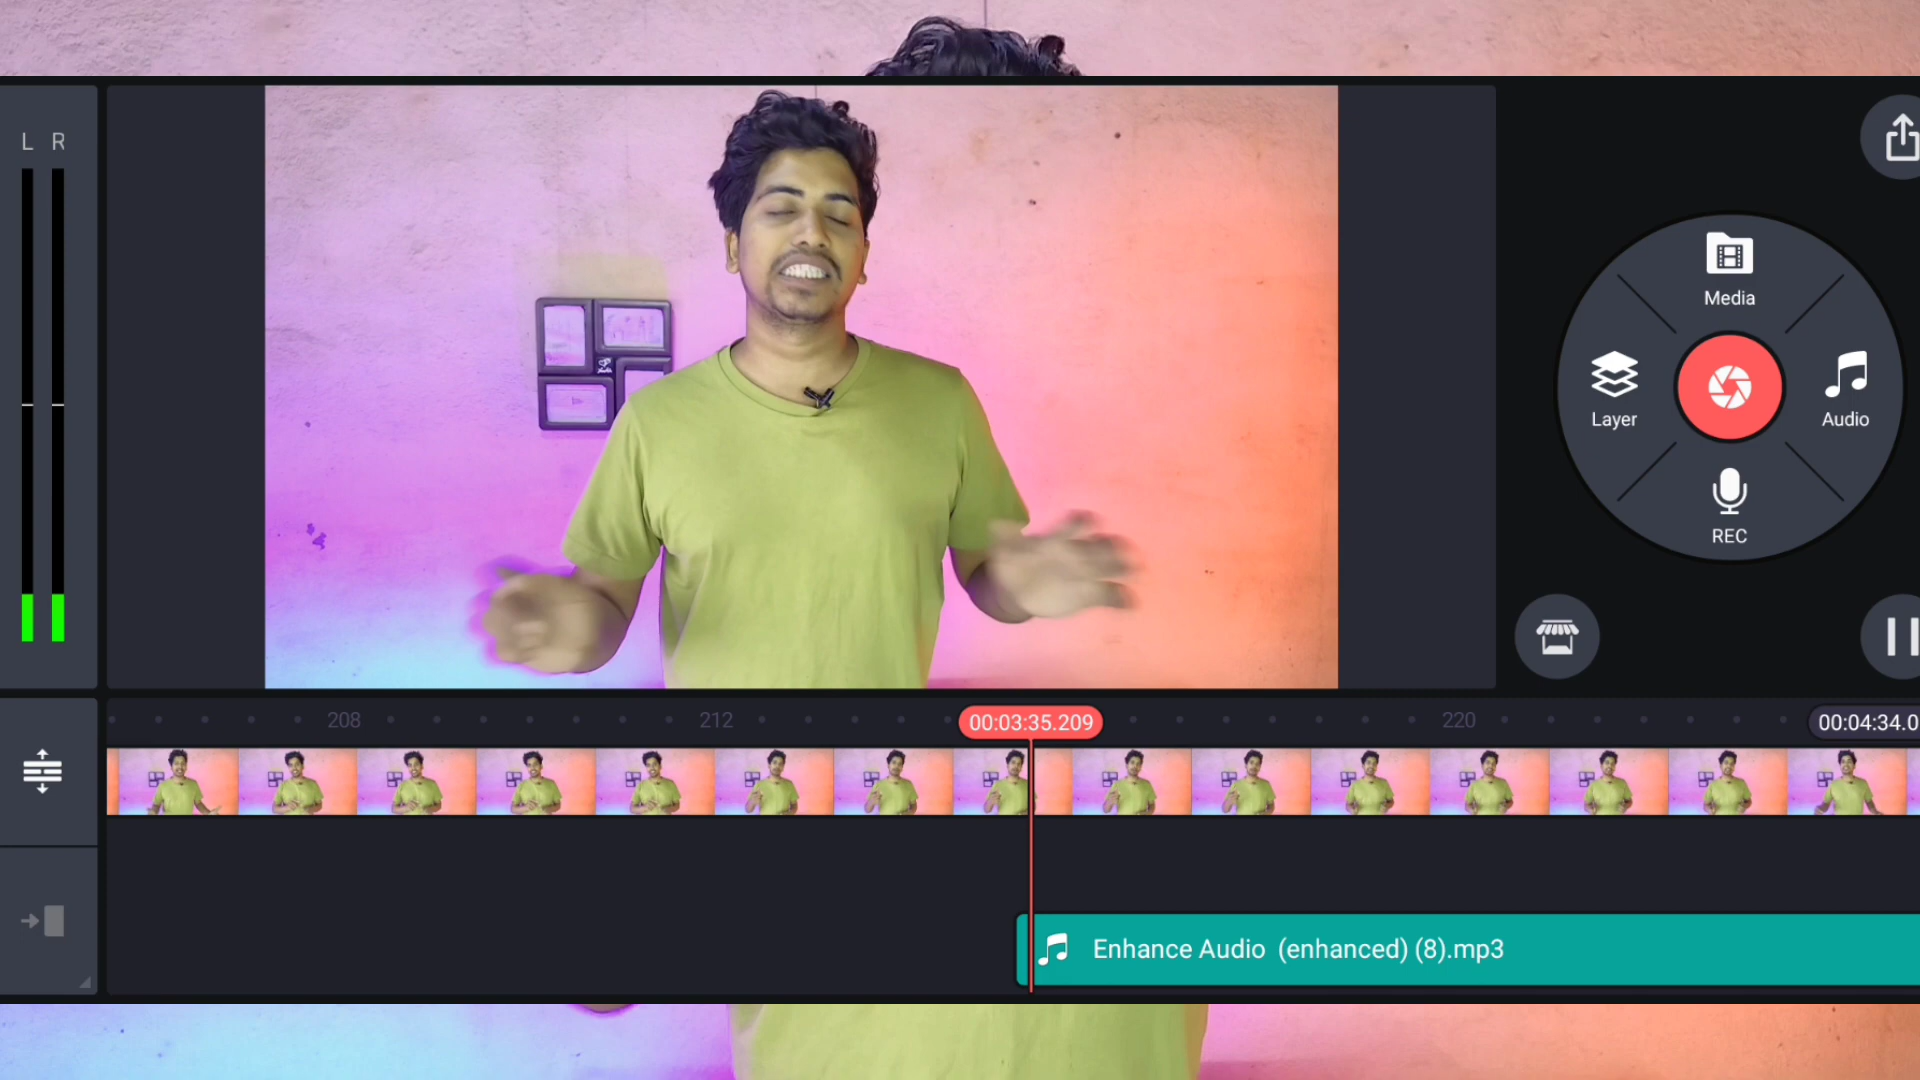 L R
Media
Layer
Audio
REC
208
212
00:03:35.209
220
00:04:34.0
Enhance Audio (enhanced) (8).mp3